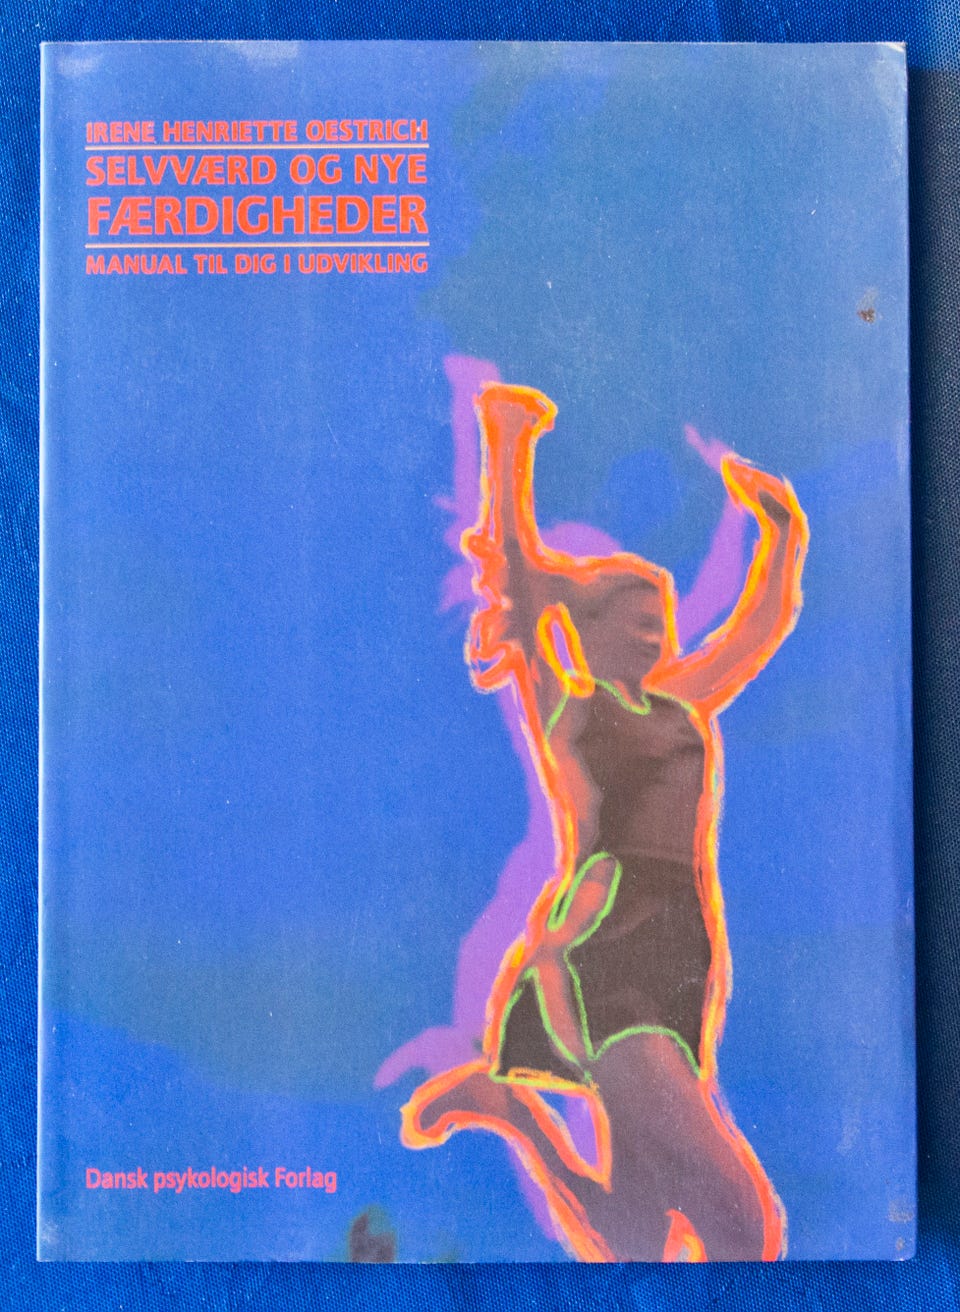 IRENE HENRIETTE OESTRICH
SELVVÆRD OG NYE
FÆRDIGHEDER
MANUAL TIL DIG I UDVIKLING
Dansk psykologisk Forlag